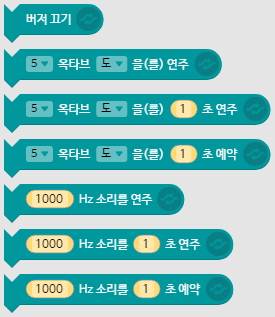 버저 끄기
5 옥타브 도 을(를) 연주
5 옥타브 도 을(를) 1 초 연주
5 옥타브 도 을(를) 1 초 예약
1000 Hz 소리를 연주
1000 Hz 소리를 1 초 연주
1000 Hz 소리를 1 초 예약